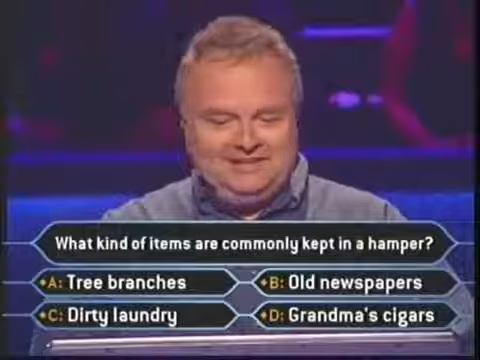 What kind of items are commonly kept in a hamper?
A: Tree branches
B: Old newspapers
C: Dirty laundry
D: Grandma's cigars